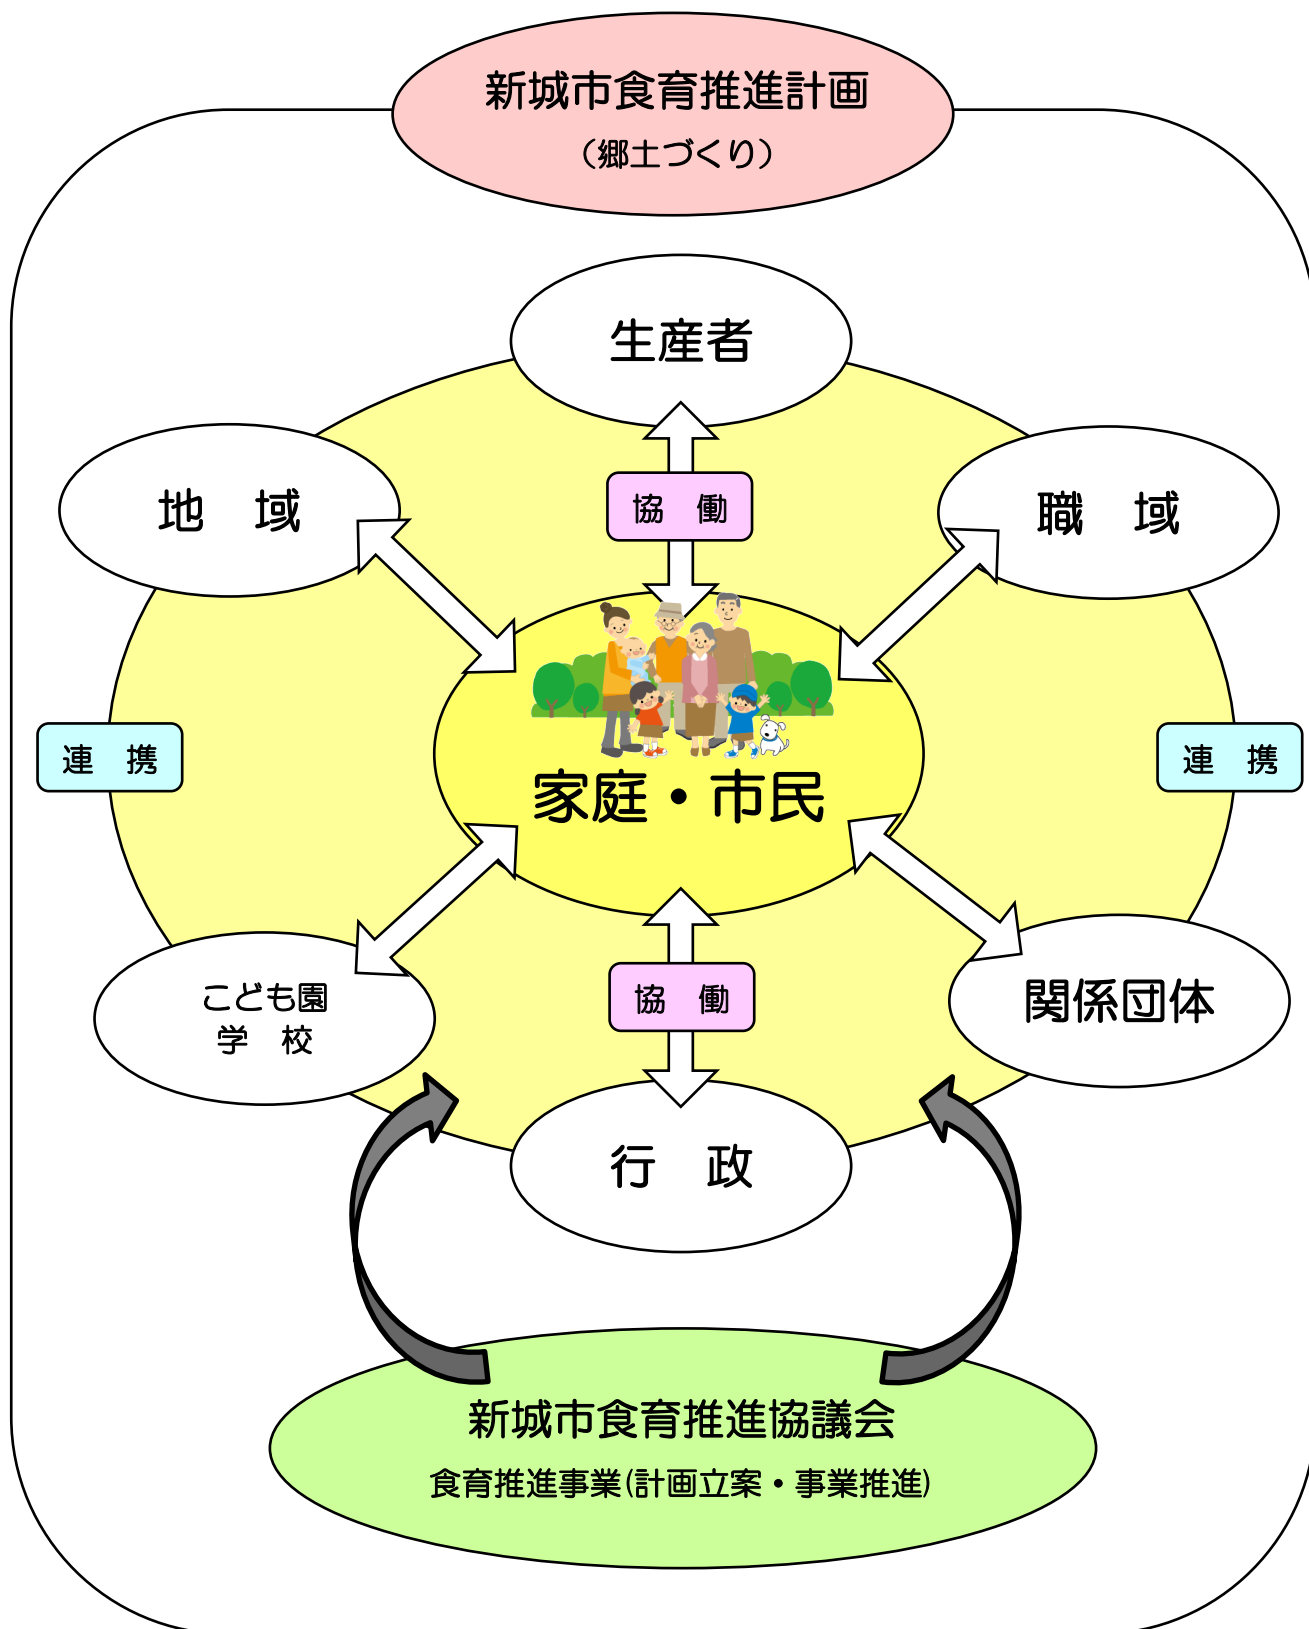 新城市食育推進計画
（郷土づくり）
生産者
地　域
職　域
協　働
連　携
連　携
家庭・市民
協　働
こども園
学　校
関係団体
行　政
新城市食育推進協議会
食育推進事業(計画立案・事業推進)